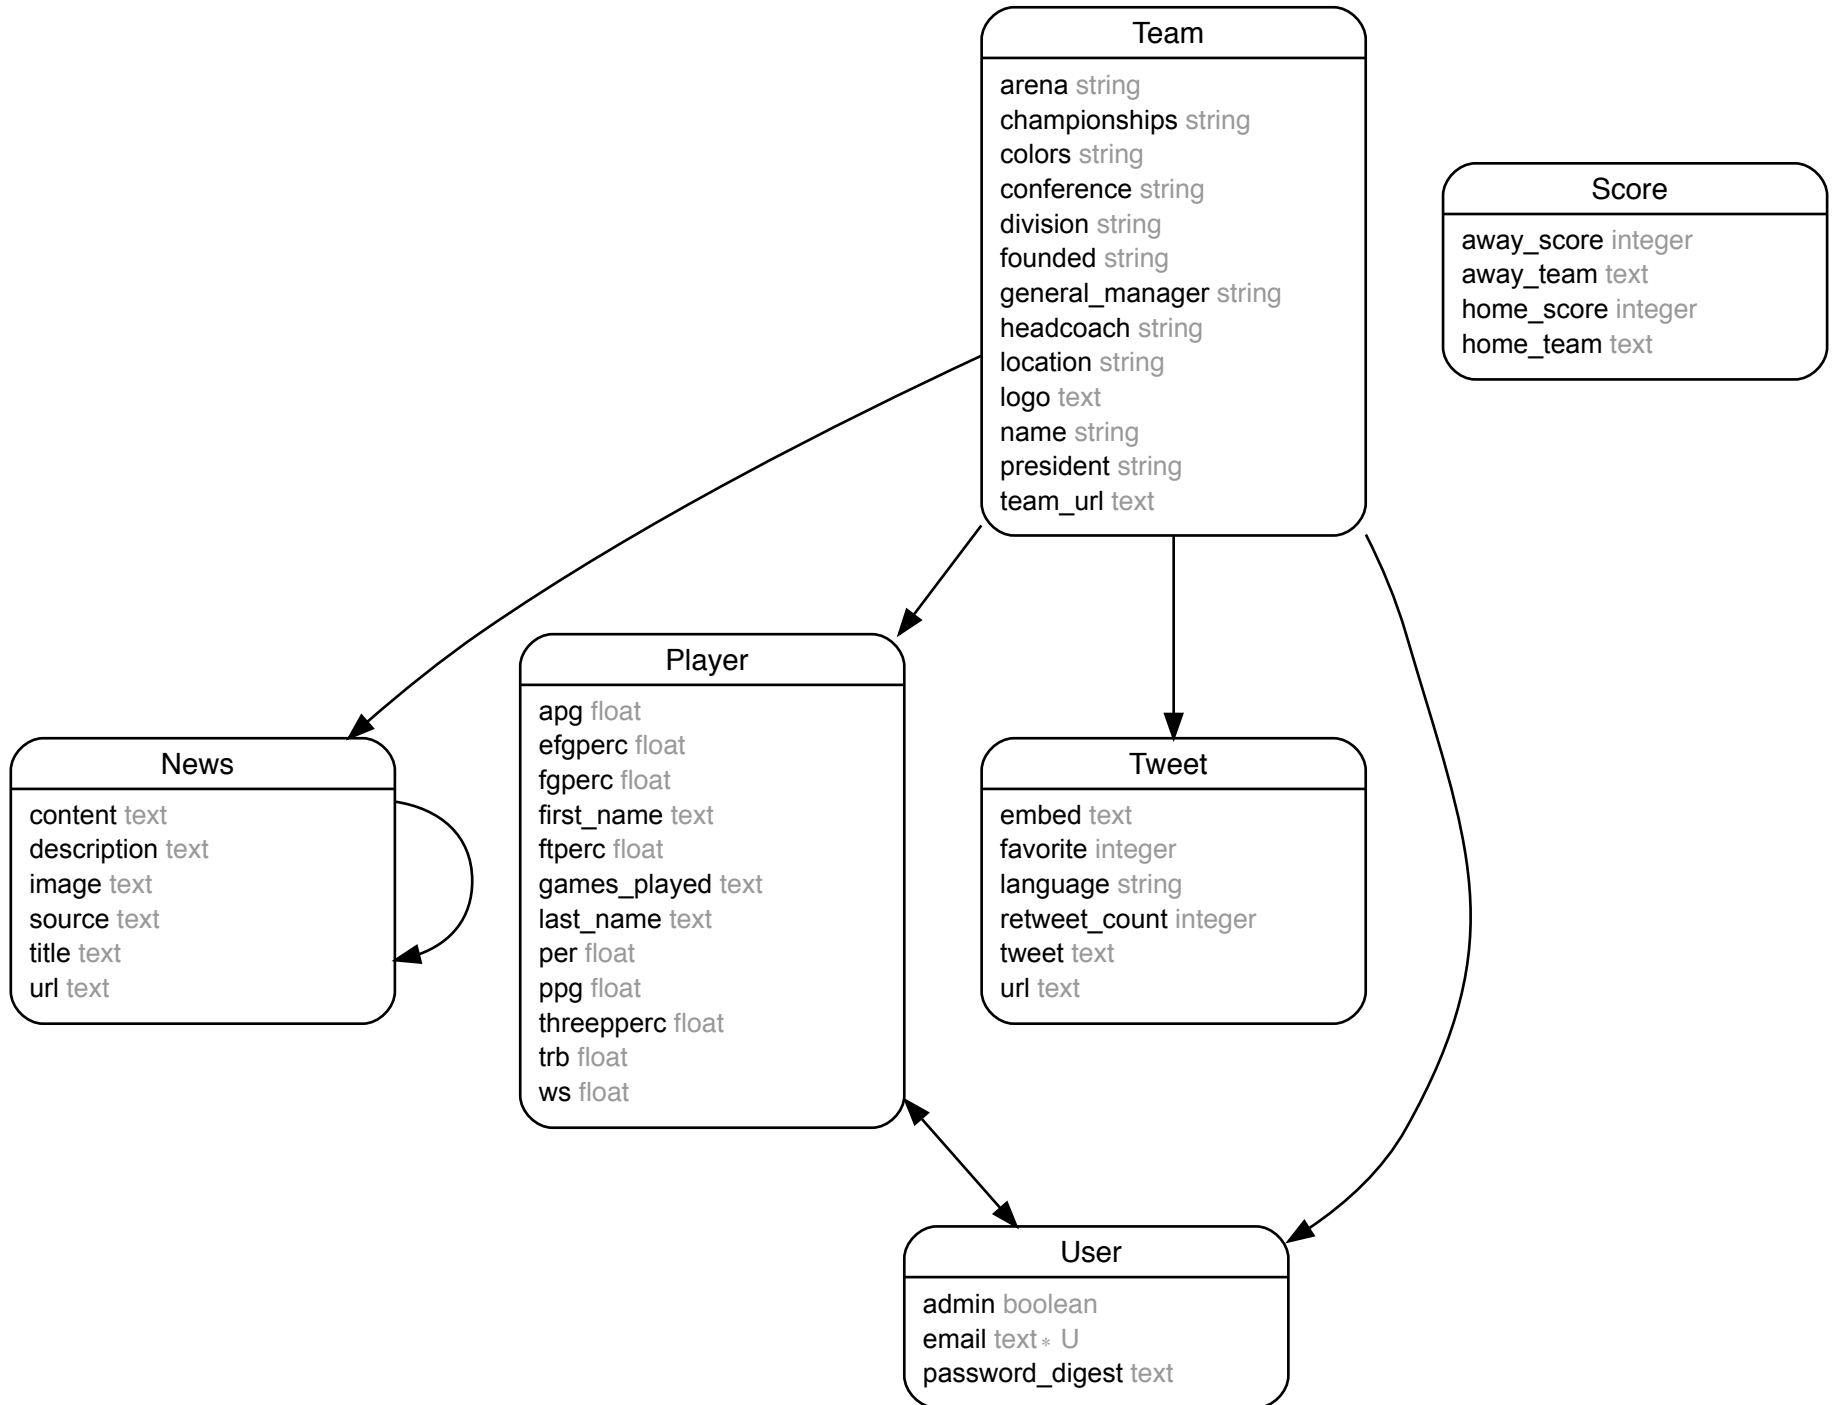 Team
arena string
championships string
colors string
conference string
division string
founded string
general_manager string
headcoach string
location string
logo text
name string
president string
team_url text
Score
away_score integer
away_team text
home_score integer
home_team text
News
content text
description text
image text
source text
title text
url text
Player
apg float
efgperc float
fgperc float
first_name text
ftperc float
games_played text
last_name text
per float
ppg float
threepperc float
trb float
ws float
Tweet
embed text
favorite integer
language string
retweet_count integer
tweet text
url text
User
admin boolean
email text∗ U
password_digest text